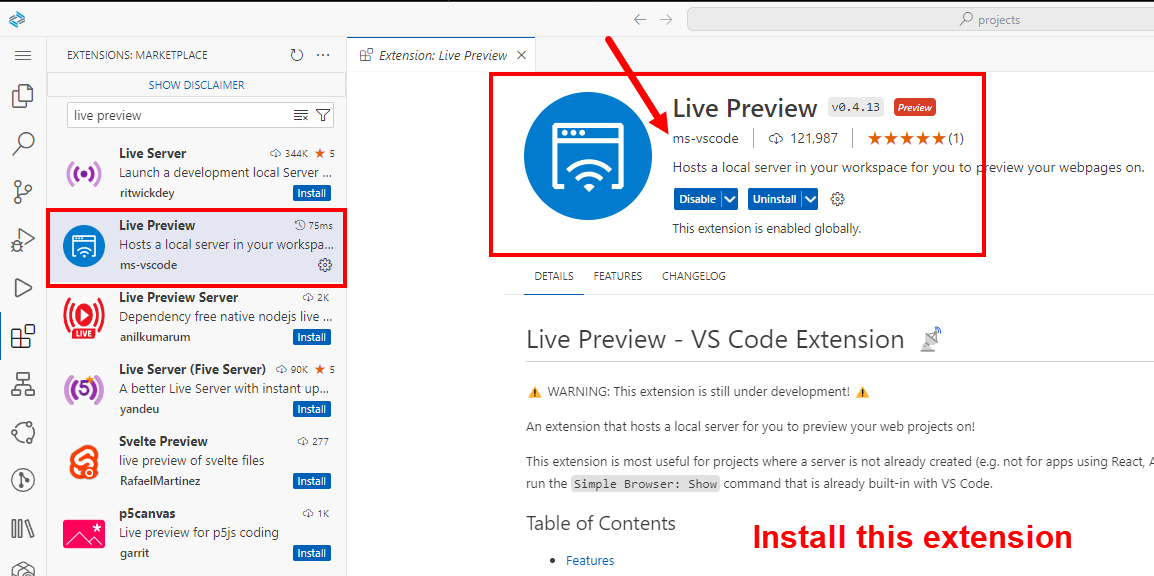 projects
EXTENSIONS: MARKETPLACE
SHOW DISCLAIMER
live preview
Live Server 344K 5
Launch a development local Server ...
ritwickdey Install
Live Preview 75ms
Hosts a local server in your workspa...
ms-vscode
Live Preview Server 2K
Dependency free native nodejs live ...
anilkumarum Install
LIVE
Live Server (Five Server) 90K 5
A better Live Server with instant up...
yandeu Install
5
Svelte Preview 277
live preview of svelte files
RafaelMartinez Install
p5canvas 1K
Live preview for p5js coding
garrit Install
Extension: Live Preview
Live Preview v0.4.13 Preview
ms-vscode 121,987 (1)
Hosts a local server in your workspace for you to preview your webpages on.
Disable Uninstall
This extension is enabled globally.
DETAILS FEATURES CHANGELOG
Live Preview - VS Code Extension
WARNING: This extension is still under development!
An extension that hosts a local server for you to preview your web projects on!
This extension is most useful for projects where a server is not already created (e.g. not for apps using React, A
run the Simple Browser: Show command that is already built-in with VS Code.
Table of Contents
Install this extension
• Features